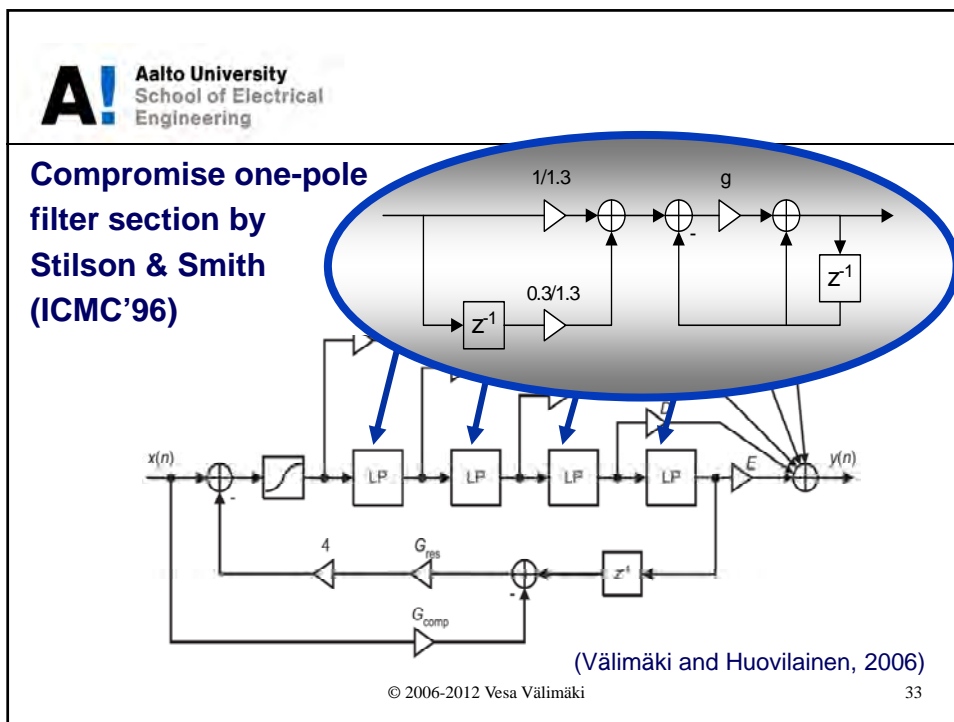 A!
Aalto University
School of Electrical
Engineering
Compromise one-pole
filter section by
Stilson & Smith
(ICMC'96)
1/1.3
g
-
z⁻¹
0.3/1.3
z⁻¹
D
x(n)
LP
LP
LP
LP
E
y(n)
-
4
G_res
z⁻¹
-
G_comp
(Välimäki and Huovilainen, 2006)
© 2006-2012 Vesa Välimäki
33